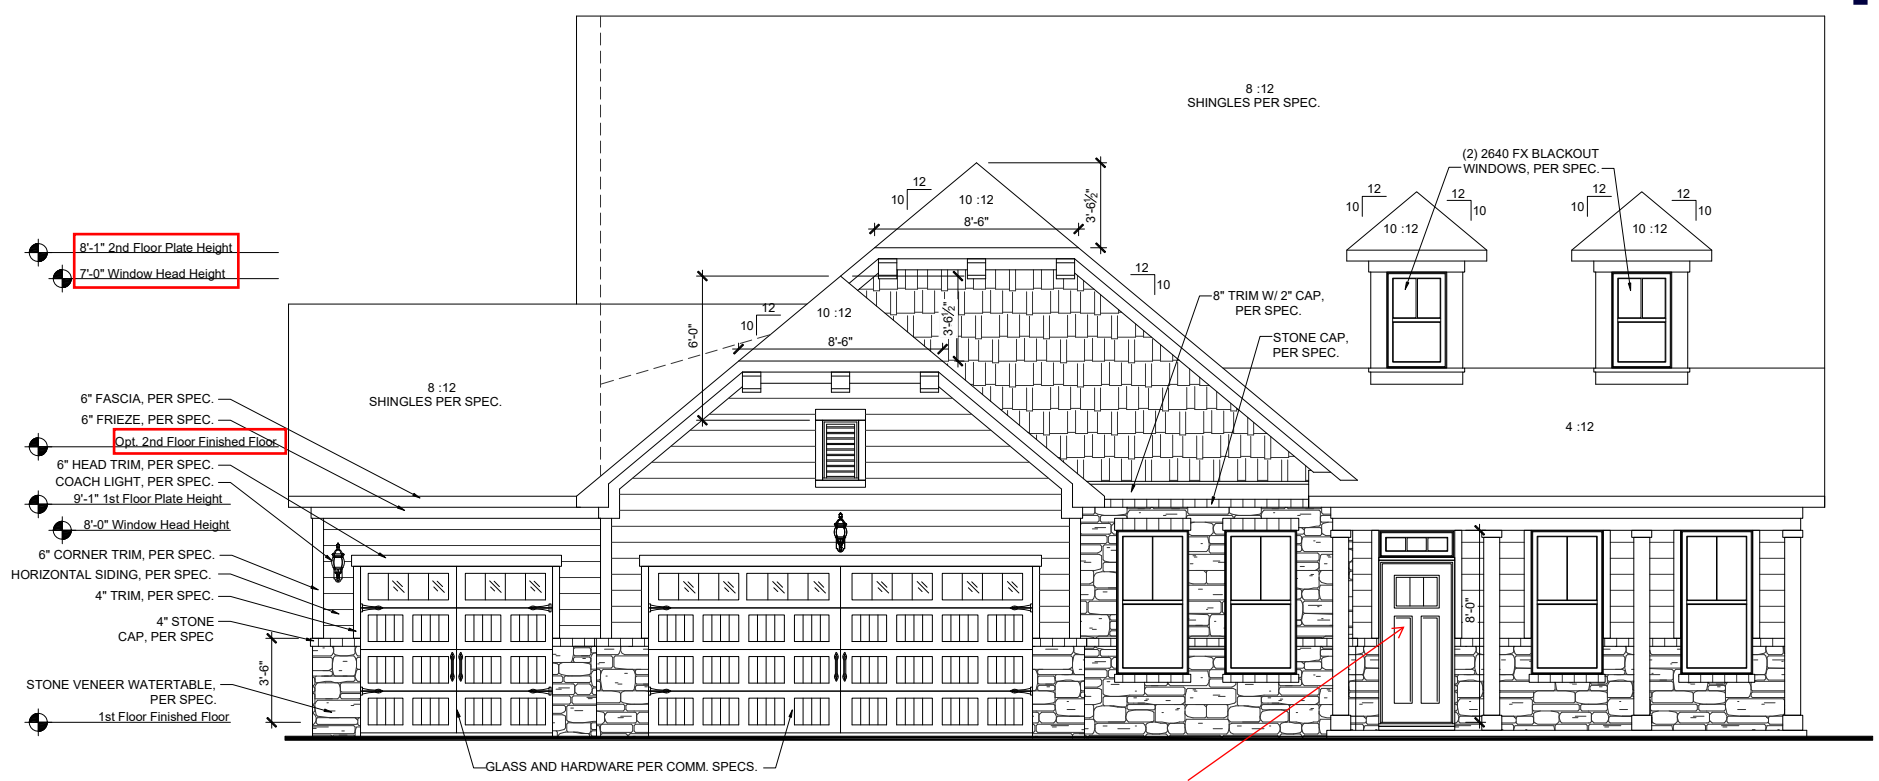 8 :12
SHINGLES PER SPEC.
(2) 2640 FX BLACKOUT
WINDOWS, PER SPEC.
12
10
10 :12
8'-6"
3'-6½"
12
10
12
10
10 :12
12
10
12
10
10 :12
8'-1" 2nd Floor Plate Height
7'-0" Window Head Height
12
10
8" TRIM W/ 2" CAP,
PER SPEC.
STONE CAP,
PER SPEC.
12
10
10 :12
8'-6"
6'-0"
3'-6½"
8 :12
SHINGLES PER SPEC.
4 :12
6" FASCIA, PER SPEC.
6" FRIEZE, PER SPEC.
Opt. 2nd Floor Finished Floor
6" HEAD TRIM, PER SPEC.
COACH LIGHT, PER SPEC.
9'-1" 1st Floor Plate Height
8'-0" Window Head Height
6" CORNER TRIM, PER SPEC.
HORIZONTAL SIDING, PER SPEC.
4" TRIM, PER SPEC.
4" STONE
CAP, PER SPEC
3'-6"
8'-0"
STONE VENEER WATERTABLE,
PER SPEC.
1st Floor Finished Floor
GLASS AND HARDWARE PER COMM. SPECS.